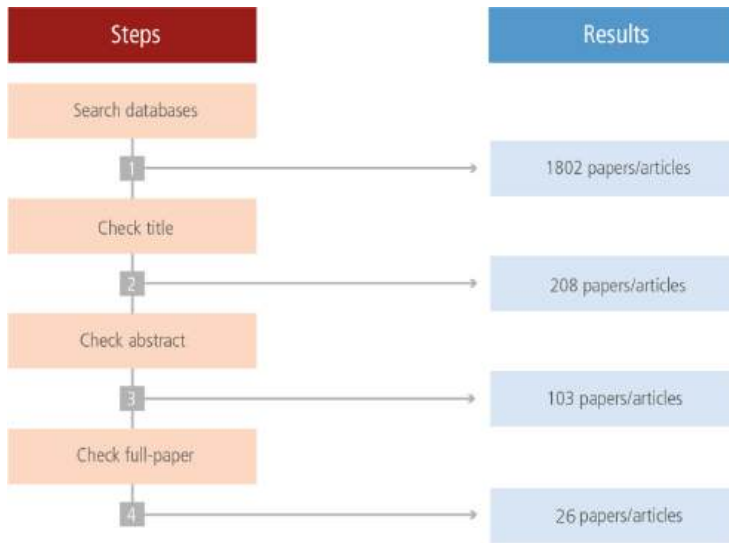 Steps
Results
Search databases
1
1802 papers/articles
Check title
2
208 papers/articles
Check abstract
3
103 papers/articles
Check full-paper
4
26 papers/articles